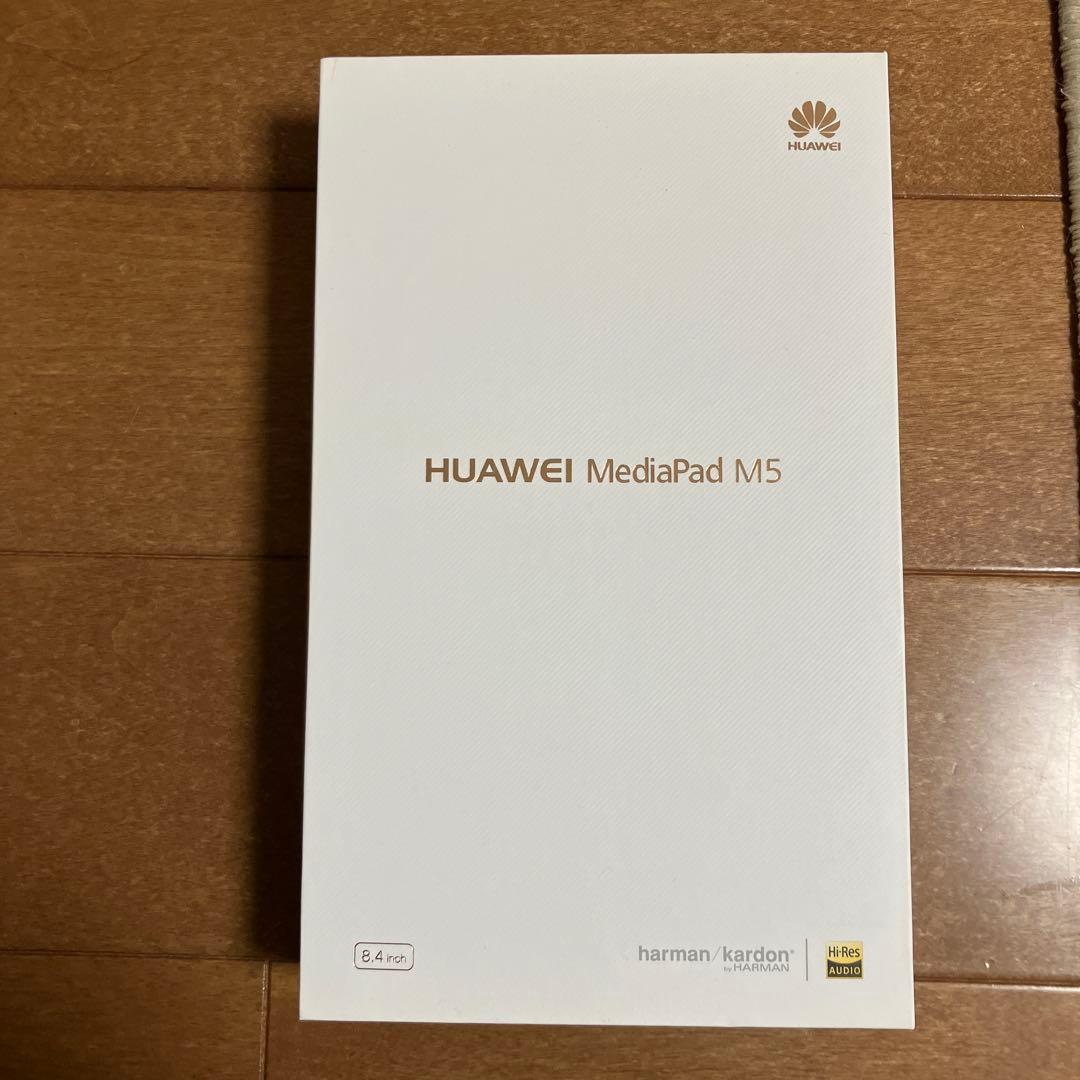 HUAWEI
HUAWEI MediaPad M5
8.4 inch
harman/kardon®
by HARMAN
Hi-Res
AUDIO